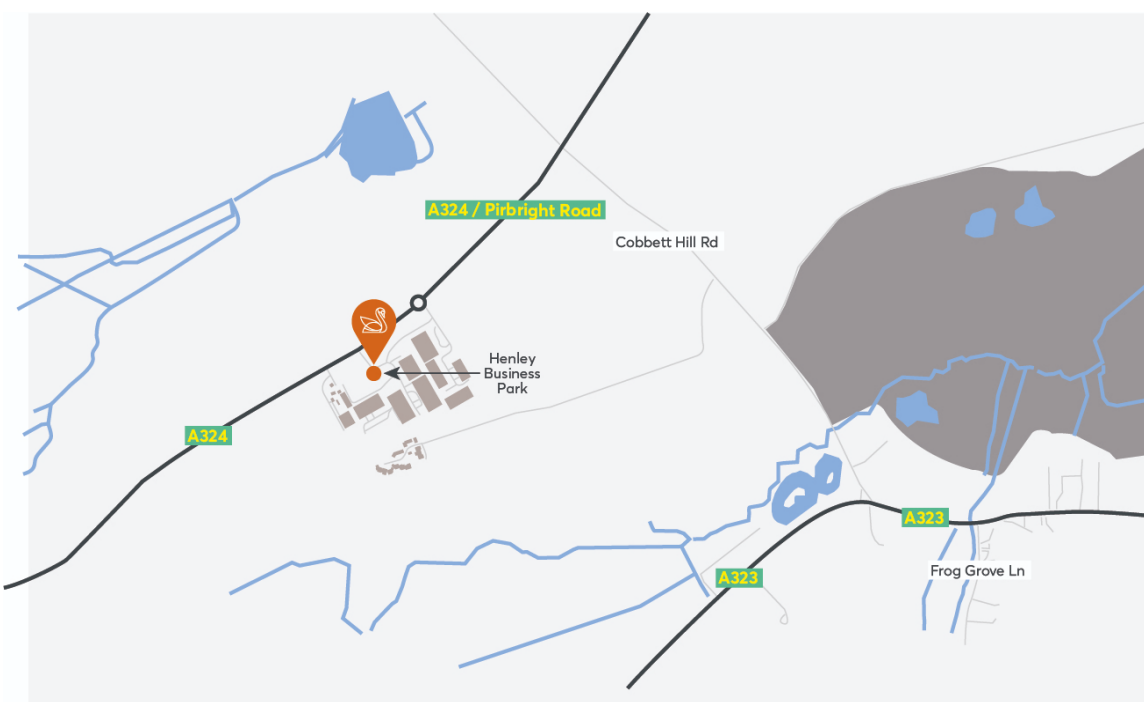 A324 / Pirbright Road
Cobbett Hill Rd
Henley
Business
Park
A324
A323
Frog Grove Ln
A323